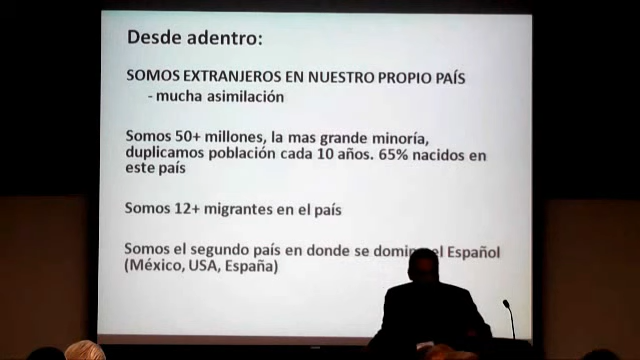 Desde adentro:
SOMOS EXTRANJEROS EN NUESTRO PROPIO PAÍS
- mucha asimilación
Somos 50+ millones, la mas grande minoría,
duplicamos población cada 10 años. 65% nacidos en
este país
Somos 12+ migrantes en el país
Somos el segundo país en donde se el Español
(México, USA, España)